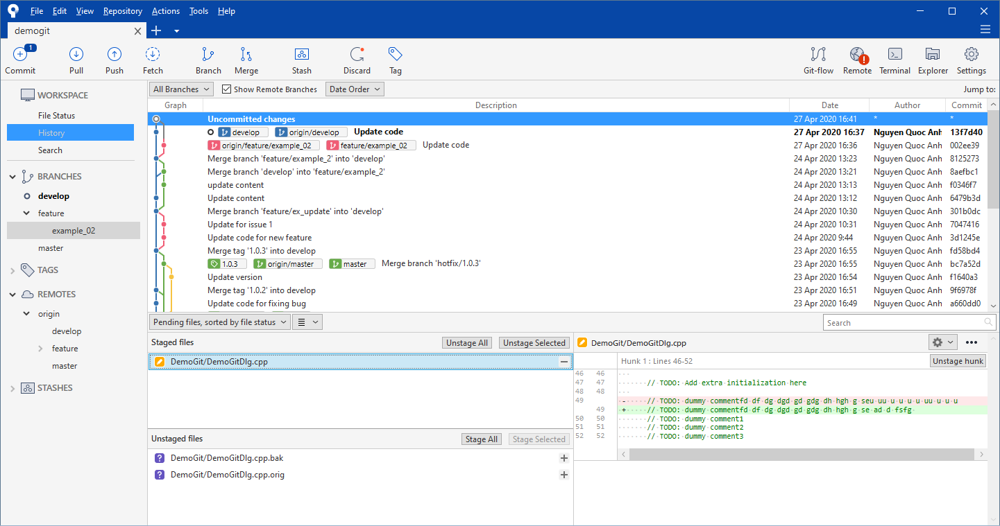 File Edit View Repository Actions Tools Help
demogit
1
Commit Pull Push Fetch Branch Merge Stash Discard Tag Git-flow Remote Terminal Explorer Settings
WORKSPACE
File Status
History
Search
BRANCHES
develop
feature
example_02
master
TAGS
REMOTES
origin
develop
feature
master
STASHES
All Branches Show Remote Branches Date Order Jump to:
Graph Description Date Author Commit
Uncommitted changes 27 Apr 2020 16:41 * *
develop origin/develop Update code 27 Apr 2020 16:37 Nguyen Quoc Anh 13f7d40
origin/feature/example_02 feature/example_02 Update code 27 Apr 2020 16:36 Nguyen Quoc Anh 002ee39
Merge branch 'feature/example_2' into 'develop' 24 Apr 2020 13:23 Nguyen Quoc Anh 8125273
Merge branch 'develop' into 'feature/example_2' 24 Apr 2020 13:21 Nguyen Quoc Anh 8aefbc1
update content 24 Apr 2020 13:13 Nguyen Quoc Anh f0346f7
Update content 24 Apr 2020 13:12 Nguyen Quoc Anh 6479b3d
Merge branch 'feature/ex_update' into 'develop' 24 Apr 2020 10:30 Nguyen Quoc Anh 301b0dc
Update for issue 1 24 Apr 2020 10:31 Nguyen Quoc Anh 7047416
Update code for new feature 24 Apr 2020 9:44 Nguyen Quoc Anh 3d1245e
Merge tag '1.0.3' into develop 23 Apr 2020 16:55 Nguyen Quoc Anh fd58bd4
1.0.3 origin/master master Merge branch 'hotfix/1.0.3' 23 Apr 2020 16:55 Nguyen Quoc Anh bc7a52d
Update version 23 Apr 2020 16:54 Nguyen Quoc Anh f1640a3
Merge tag '1.0.2' into develop 23 Apr 2020 16:51 Nguyen Quoc Anh 9f6978f
Update code for fixing bug 23 Apr 2020 16:49 Nguyen Quoc Anh a660dd0
Pending files, sorted by file status Search
Staged files Unstage All Unstage Selected
DemoGit/DemoGitDlg.cpp
Unstaged files Stage All Stage Selected
DemoGit/DemoGitDlg.cpp.bak
DemoGit/DemoGitDlg.cpp.orig
DemoGit/DemoGitDlg.cpp
Hunk 1 : Lines 46-52 Unstage hunk
46 46
47 47 // TODO: Add extra initialization here
48 48
49 - // TODO: dummy commentfd df dg dgd gd gdg dh hgh g seu uu u u u u uu u u u
49 + // TODO: dummy commentfd df dg dgd gd gdg dh hgh g se ad d fsfg
50 50 // TODO: dummy comment1
51 51 // TODO: dummy comment2
52 52 // TODO: dummy comment3